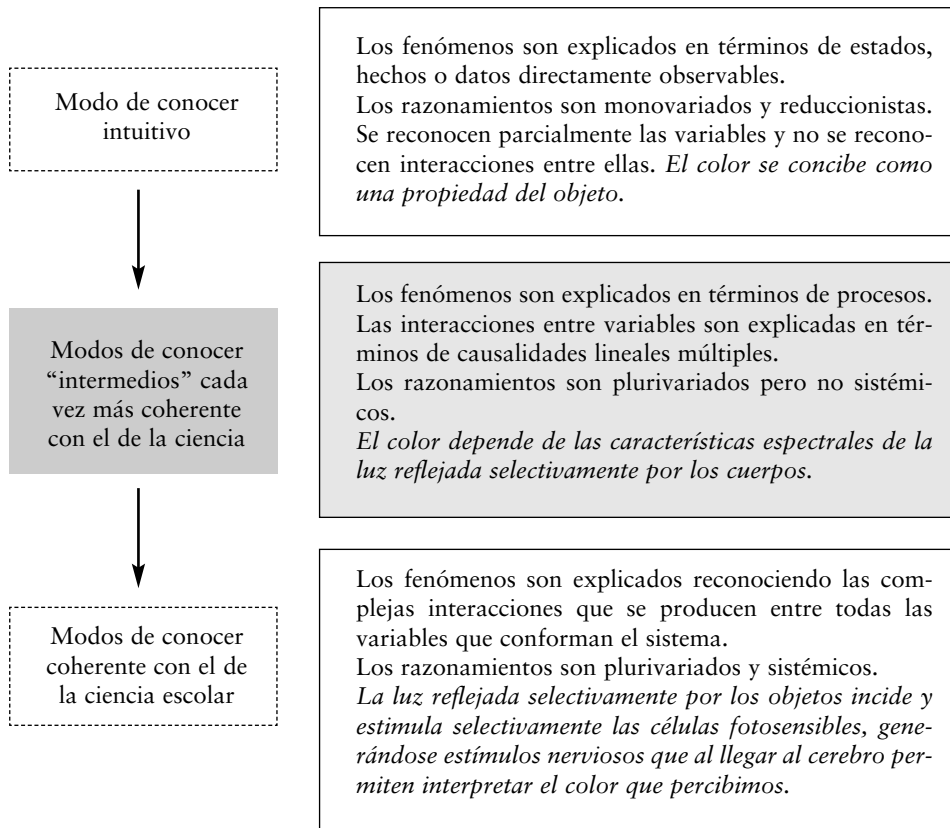 Modo de conocer
intuitivo
Los fenómenos son explicados en términos de estados,
hechos o datos directamente observables.
Los razonamientos son monovariados y reduccionistas.
Se reconocen parcialmente las variables y no se recono-
cen interacciones entre ellas. El color se concibe como
una propiedad del objeto.
Modos de conocer
“intermedios” cada
vez más coherente
con el de la ciencia
Los fenómenos son explicados en términos de procesos.
Las interacciones entre variables son explicadas en tér-
minos de causalidades lineales múltiples.
Los razonamientos son plurivariados pero no sistémi-
cos.
El color depende de las características espectrales de la
luz reflejada selectivamente por los cuerpos.
Modos de conocer
coherente con el de
la ciencia escolar
Los fenómenos son explicados reconociendo las com-
plejas interacciones que se producen entre todas las
variables que conforman el sistema.
Los razonamientos son plurivariados y sistémicos.
La luz reflejada selectivamente por los objetos incide y
estimula selectivamente las células fotosensibles, gene-
rándose estímulos nerviosos que al llegar al cerebro per-
miten interpretar el color que percibimos.